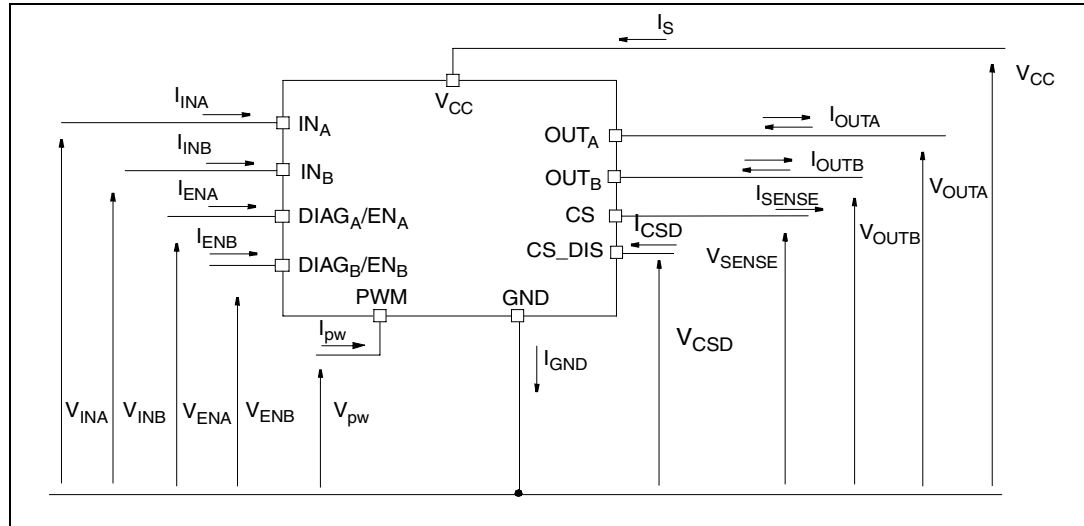 I_S
V_CC
V_CC
I_INA
IN_A
I_OUTA
OUT_A
I_INB
IN_B
I_OUTB
OUT_B
I_ENA
DIAG_A/EN_A
I_SENSE
CS
V_OUTA
I_ENB
DIAG_B/EN_B
I_CSD
CS_DIS
V_SENSE
V_OUTB
PWM
GND
I_pw
I_GND
V_CSD
V_INA
V_INB
V_ENA
V_ENB
V_pw